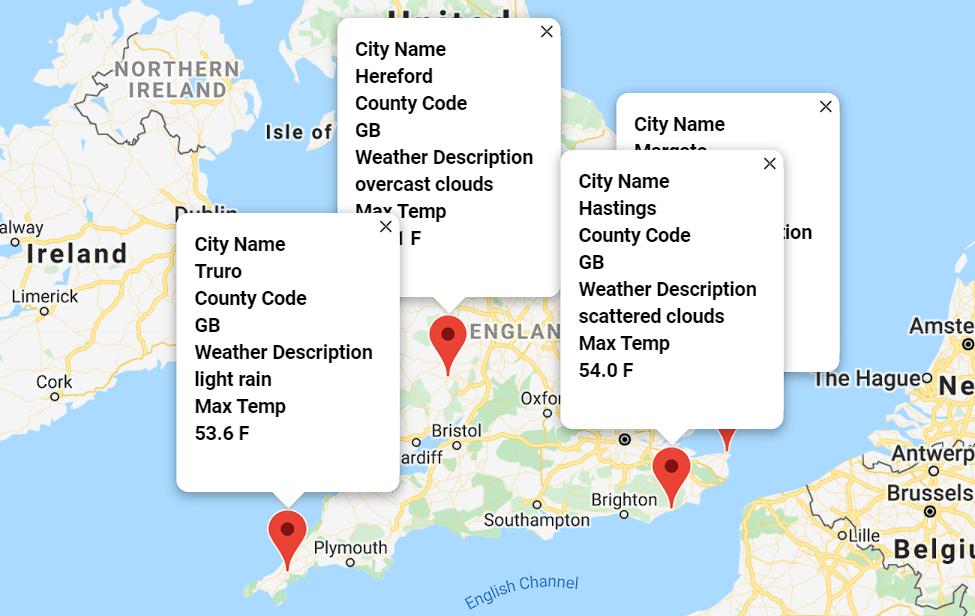 United
NORTHERN
IRELAND
Isle of
Dublin
alway
Ireland
Limerick
Cork
City Name
Hereford
County Code
GB
Weather Description
overcast clouds
Max Temp
1 F
City Name
Margate
tion
City Name
Hastings
County Code
GB
Weather Description
scattered clouds
Max Temp
54.0 F
City Name
Truro
County Code
GB
Weather Description
light rain
Max Temp
53.6 F
ENGLAN
Oxfo
Bristol
ardiff
Brighton
Southampton
Plymouth
English Channel
Amste
The Hague
Ne
Antwerp
Brussels
Lille
Belgiu